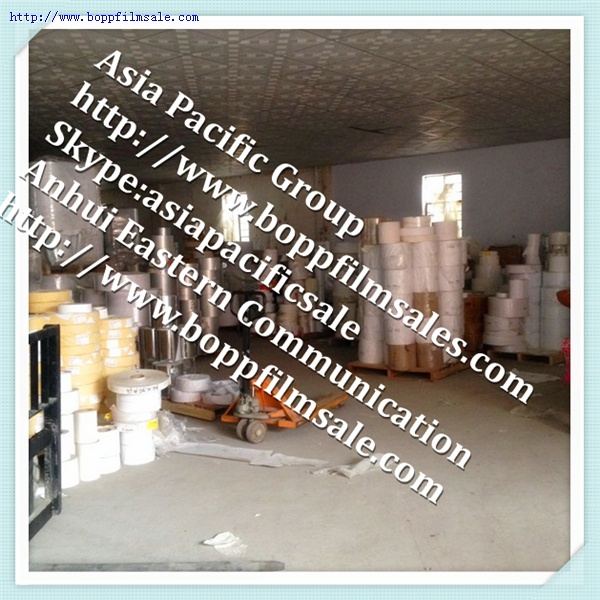 http://www.boppfilmsale.com
Asia Pacific Group
http://www.boppfilmsales.com
Skype:asiapacificsale
Anhui Eastern Communication
http://www.boppfilmsale.com